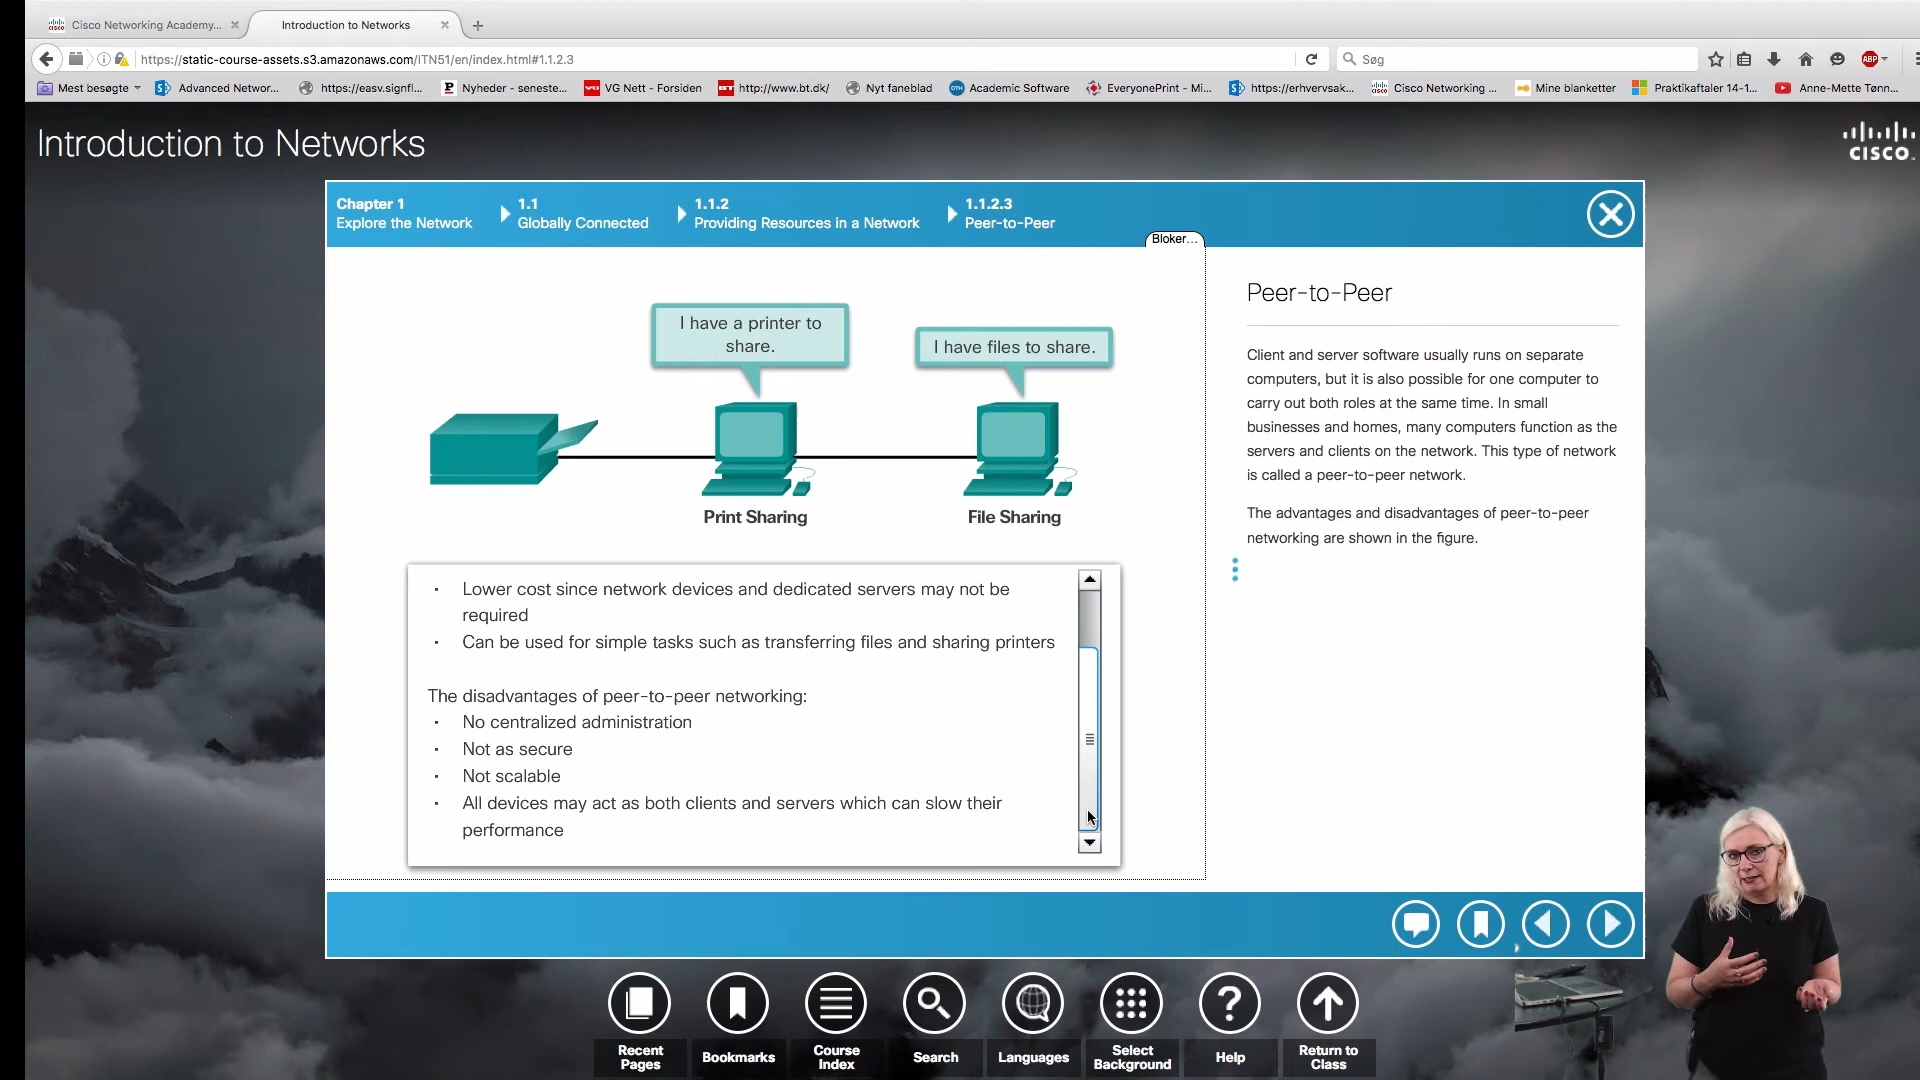 Cisco Networking Academy...
Introduction to Networks
https://static-course-assets.s3.amazonaws.com/ITN51/en/index.html#1.1.2.3
Søg
ABP
Mest besøgte
Advanced Networ...
https://easv.signfl...
Nyheder - seneste...
VG Nett - Forsiden
http://www.bt.dk/
Nyt faneblad
Academic Software
EveryonePrint - Mi...
https://erhvervsak...
Cisco Networking ...
Mine blanketter
Praktikaftaler 14-1...
Anne-Mette Tønn...
Introduction to Networks
CISCO.
Chapter 1
Explore the Network
1.1
Globally Connected
1.1.2
Providing Resources in a Network
1.1.2.3
Peer-to-Peer
Bloker...
I have a printer to
share.
I have files to share.
Print Sharing
File Sharing
· Lower cost since network devices and dedicated servers may not be
required
· Can be used for simple tasks such as transferring files and sharing printers
The disadvantages of peer-to-peer networking:
· No centralized administration
· Not as secure
· Not scalable
· All devices may act as both clients and servers which can slow their
performance
Peer-to-Peer
Client and server software usually runs on separate
computers, but it is also possible for one computer to
carry out both roles at the same time. In small
businesses and homes, many computers function as the
servers and clients on the network. This type of network
is called a peer-to-peer network.
The advantages and disadvantages of peer-to-peer
networking are shown in the figure.
Recent
Pages
Bookmarks
Course
Index
Search
Languages
Select
Background
?
Help
Return to
Class